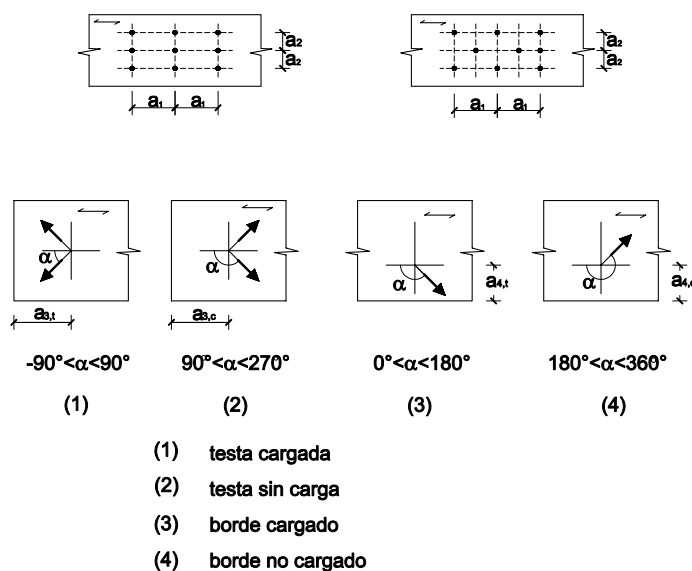 a2
a2
a1 a1
a2
a2
a1 a1
α
a3,t
α
a3,c
α
a4,t
α
a4,c
-90°<α<90°
90°<α<270°
0°<α<180°
180°<α<360°
(1)
(2)
(3)
(4)
(1) testa cargada
(2) testa sin carga
(3) borde cargado
(4) borde no cargado